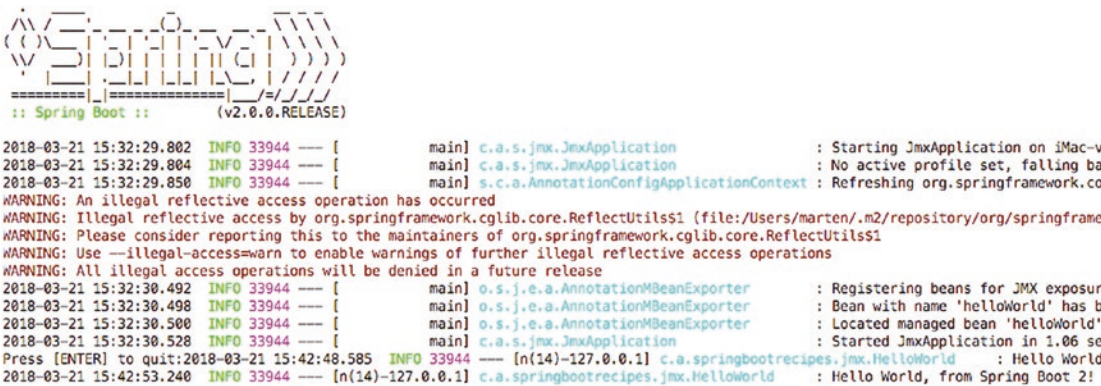 :: Spring Boot ::        (v2.0.0.RELEASE)
2018-03-21 15:32:29.802  INFO 33944 --- [           main] c.a.s.jmx.JmxApplication                 : Starting JmxApplication on iMac-v
2018-03-21 15:32:29.804  INFO 33944 --- [           main] c.a.s.jmx.JmxApplication                 : No active profile set, falling ba
2018-03-21 15:32:29.850  INFO 33944 --- [           main] s.c.a.AnnotationConfigApplicationContext : Refreshing org.springframework.co
WARNING: An illegal reflective access operation has occurred
WARNING: Illegal reflective access by org.springframework.cglib.core.ReflectUtils$1 (file:/Users/marten/.m2/repository/org/springframe
WARNING: Please consider reporting this to the maintainers of org.springframework.cglib.core.ReflectUtils$1
WARNING: Use --illegal-access=warn to enable warnings of further illegal reflective access operations
WARNING: All illegal access operations will be denied in a future release
2018-03-21 15:32:30.492  INFO 33944 --- [           main] o.s.j.e.a.AnnotationMBeanExporter        : Registering beans for JMX exposur
2018-03-21 15:32:30.498  INFO 33944 --- [           main] o.s.j.e.a.AnnotationMBeanExporter        : Bean with name 'helloWorld' has b
2018-03-21 15:32:30.500  INFO 33944 --- [           main] o.s.j.e.a.AnnotationMBeanExporter        : Located managed bean 'helloWorld'
2018-03-21 15:32:30.528  INFO 33944 --- [           main] c.a.s.jmx.JmxApplication                 : Started JmxApplication in 1.06 se
Press [ENTER] to quit:2018-03-21 15:42:48.585  INFO 33944 --- [n(14)-127.0.0.1] c.a.springbootrecipes.jmx.HelloWorld     : Hello World
2018-03-21 15:42:53.240  INFO 33944 --- [n(14)-127.0.0.1] c.a.springbootrecipes.jmx.HelloWorld     : Hello World, from Spring Boot 2!